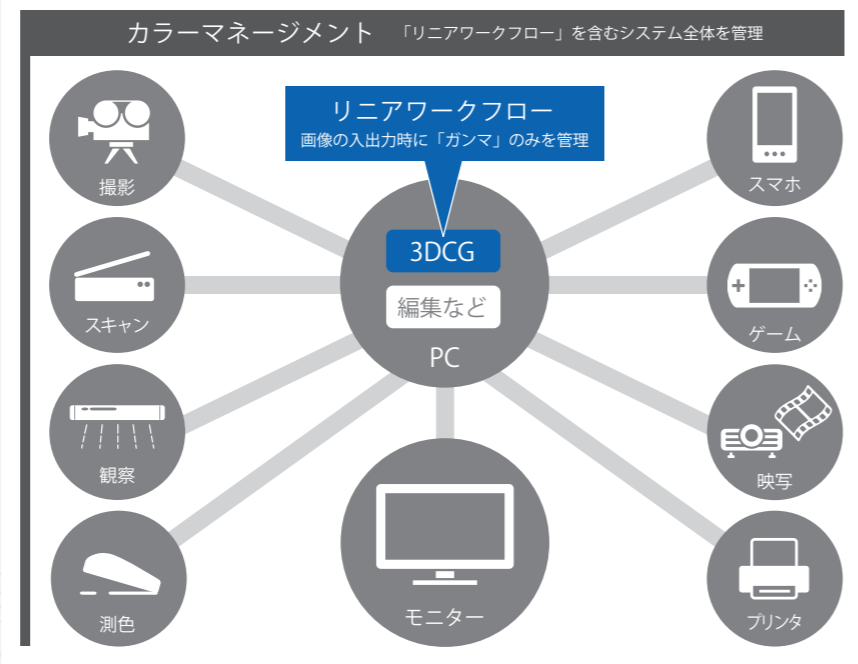 カラーマネージメント 「リニアワークフロー」を含むシステム全体を管理
リニアワークフロー
画像の入出力時に「ガンマ」のみを管理
撮影
スキャン
観察
測色
3DCG
編集など
PC
モニター
スマホ
ゲーム
映写
プリンタ